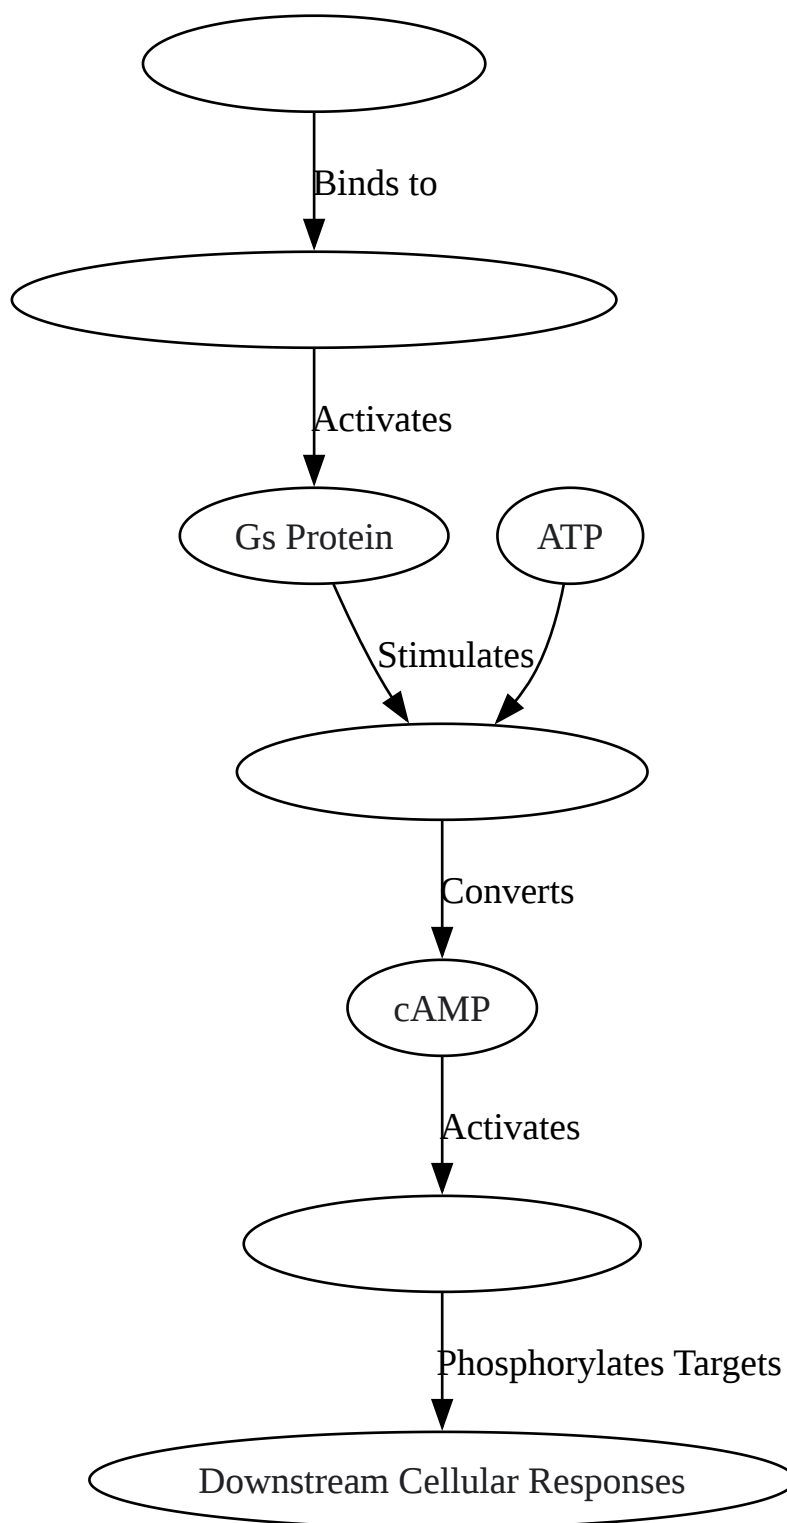 Binds to
Activates
Gs Protein
ATP
Stimulates
Converts
cAMP
Activates
Phosphorylates Targets
Downstream Cellular Responses